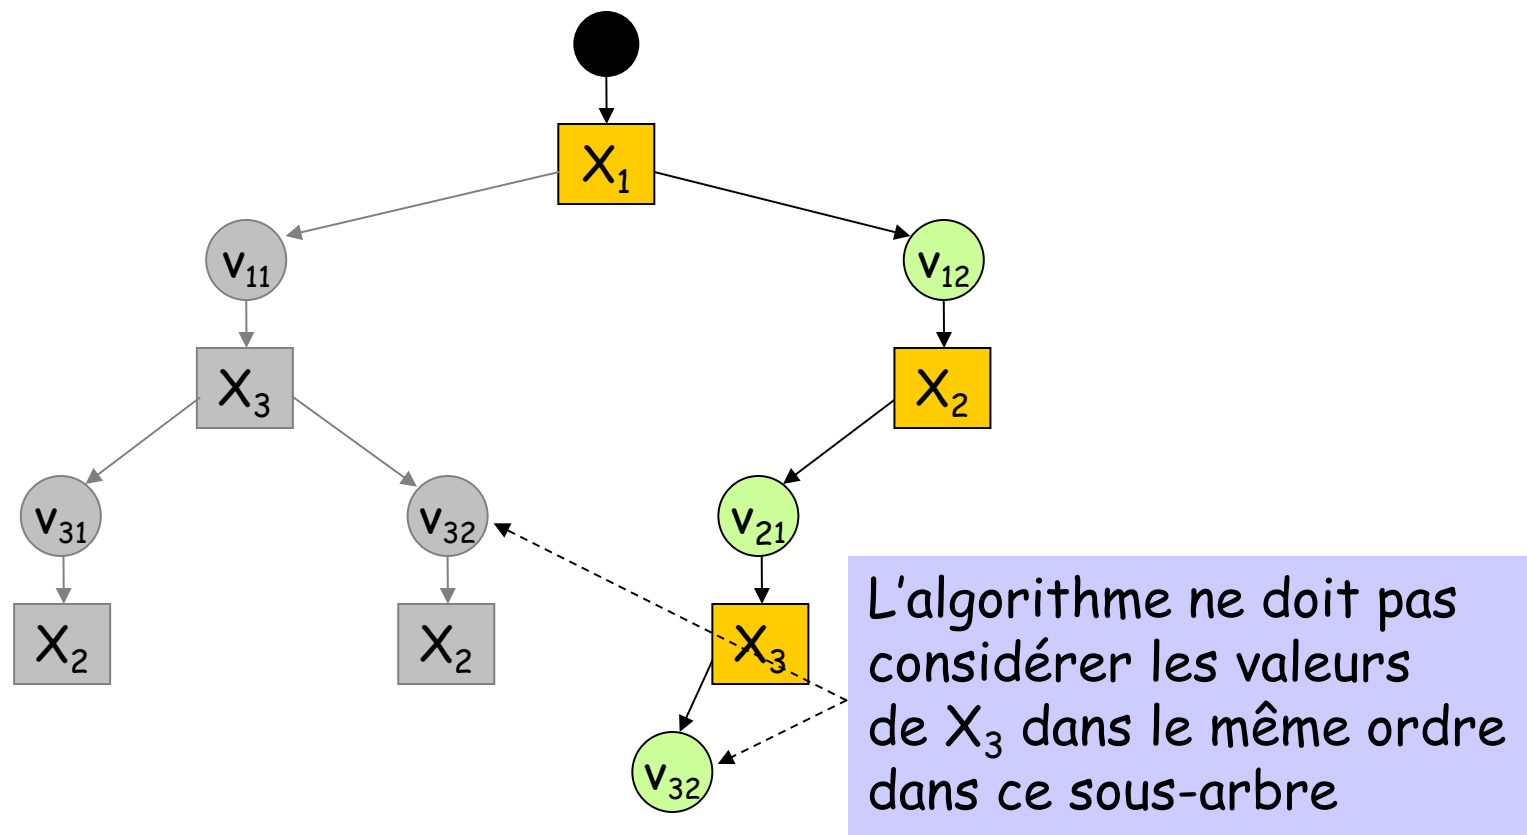 X₁
v₁₁
v₁₂
X₃
X₂
v₃₁
v₃₂
v₂₁
X₂
X₂
X₃
v₃₂
L'algorithme ne doit pas
considérer les valeurs
de X₃ dans le même ordre
dans ce sous-arbre